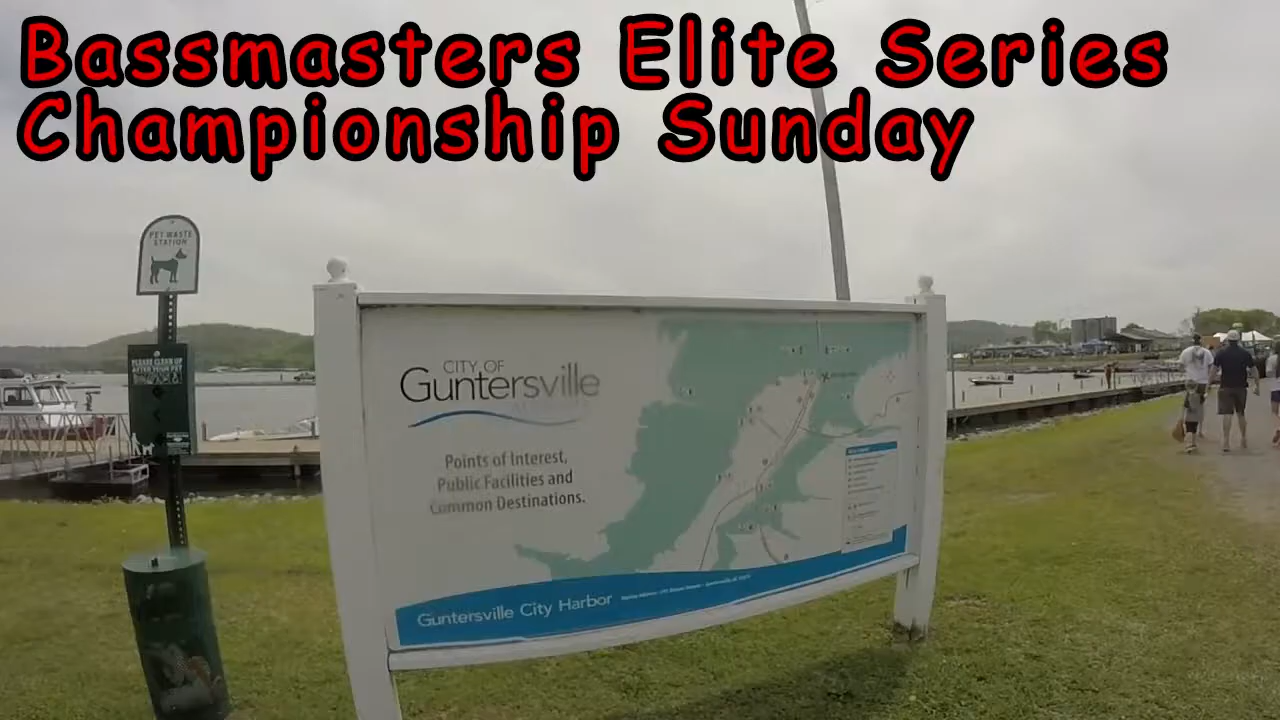 Bassmasters Elite Series
Championship Sunday
PET WASTE
STATION
PLEASE CLEAN UP
AFTER YOUR PET
CITY OF
Guntersville
Points of Interest,
Public Facilities and
Common Destinations.
Guntersville City Harbor